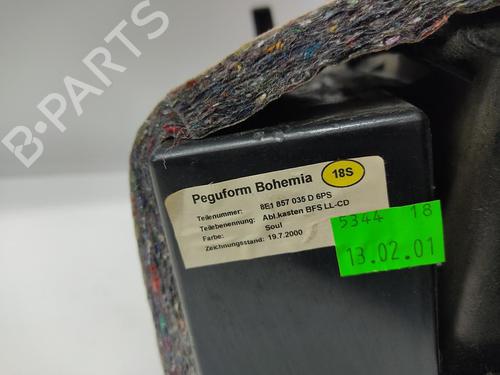 B-PARTS
Peguform Bohemia 18S
Teilenummer: 8E1 857 035 D 6PS
Teilebenennung: Abl.kasten BFS LL-CD
Farbe: Soul
Zeichnungsstand: 19.7.2000
5344 18
13.02.01